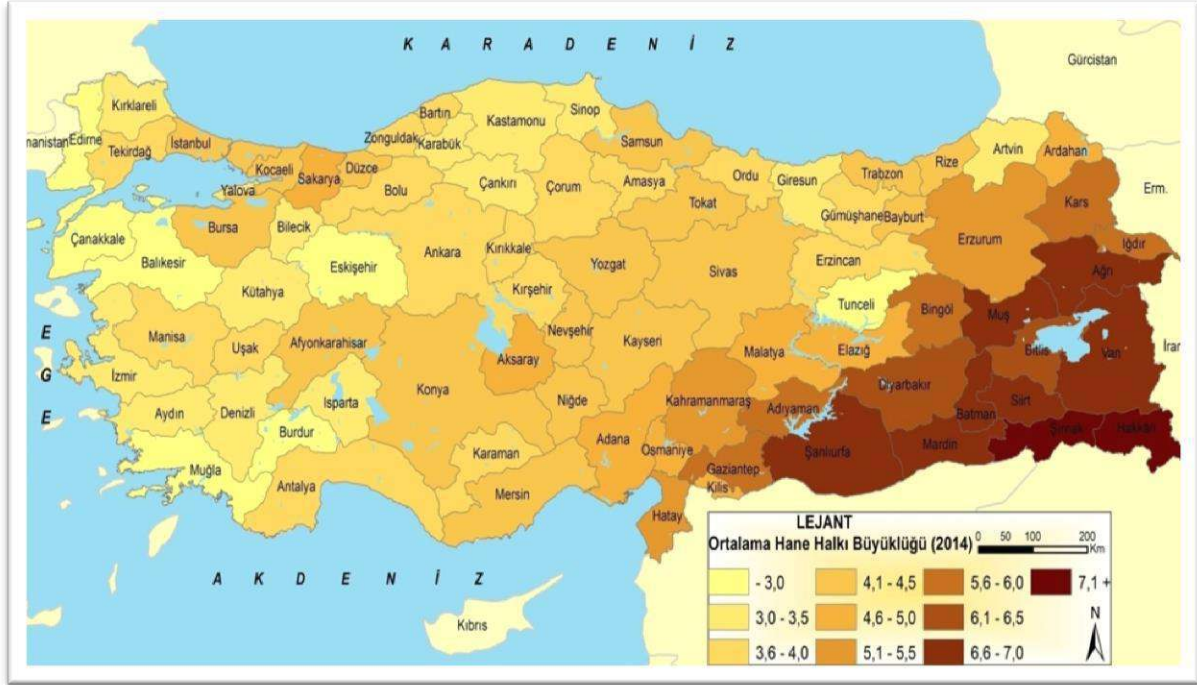 K A R A D E N İ Z
Gürcistan
Kırklareli
Edirne
nanistan
Tekirdağ
İstanbul
Kocaeli
Yalova
Sakarya
Düzce
Zonguldak
Bartın
Karabük
Kastamonu
Sinop
Samsun
Bolu
Çankırı
Çorum
Amasya
Tokat
Ordu
Giresun
Trabzon
Gümüşhane
Bayburt
Rize
Artvin
Ardahan
Erm.
Kars
Iğdır
Ağrı
Erzurum
Erzincan
Tunceli
Bingöl
Muş
Bitlis
Van
İran
Çanakkale
Balıkesir
Bursa
Bilecik
Eskişehir
Kütahya
Ankara
Kırıkkale
Kırşehir
Yozgat
Sivas
E G E
Manisa
Uşak
Afyonkarahisar
İzmir
Aydın
Denizli
Isparta
Burdur
Muğla
Antalya
Konya
Aksaray
Nevşehir
Kayseri
Niğde
Karaman
Mersin
Adana
Osmaniye
Kahramanmaraş
Malatya
Elazığ
Adıyaman
Diyarbakır
Batman
Siirt
Şırnak
Hakkâri
Mardin
Şanlıurfa
Gaziantep
Kilis
Hatay
A K D E N İ Z
Kıbrıs
LEJANT
Ortalama Hane Halkı Büyüklüğü (2014)
0 50 100 200
Km
- 3,0
4,1 - 4,5
5,6 - 6,0
7,1 +
3,0 - 3,5
4,6 - 5,0
6,1 - 6,5
3,6 - 4,0
5,1 - 5,5
6,6 - 7,0
N